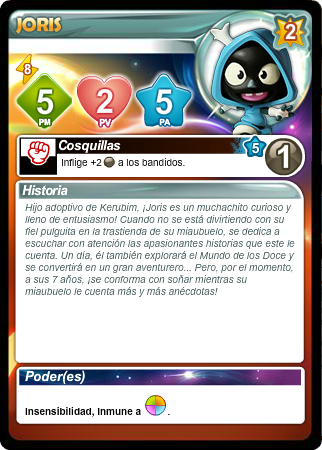 JORIS
2
8
5
PM
2
PV
5
PA
Cosquillas
5
1
Inflige +2 a los bandidos.
Historia
Hijo adoptivo de Kerubim, ¡Joris es un muchachito curioso y
lleno de entusiasmo! Cuando no se está divirtiendo con su
fiel pulguita en la trastienda de su miaubuelo, se dedica a
escuchar con atención las apasionantes historias que este le
cuenta. Un día, él también explorará el Mundo de los Doce y
se convertirá en un gran aventurero... Pero, por el momento,
a sus 7 años, ¡se conforma con soñar mientras su
miaubuelo le cuenta más y más anécdotas!
Poder(es)
Insensibilidad, Inmune a .